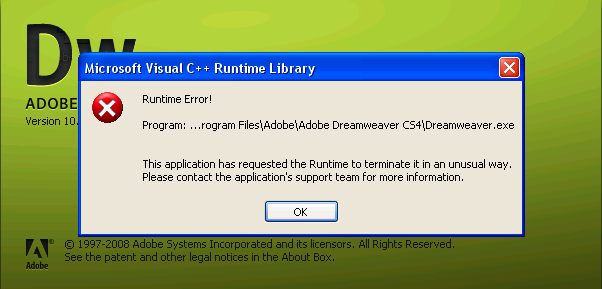 Dw
Microsoft Visual C++ Runtime Library
ADOBE
Version 10.
Runtime Error!
Program: ...rogram Files\Adobe\Adobe Dreamweaver CS4\Dreamweaver.exe
This application has requested the Runtime to terminate it in an unusual way.
Please contact the application's support team for more information.
OK
© 1997-2008 Adobe Systems Incorporated and its licensors. All Rights Reserved.
See the patent and other legal notices in the About Box.
Adobe